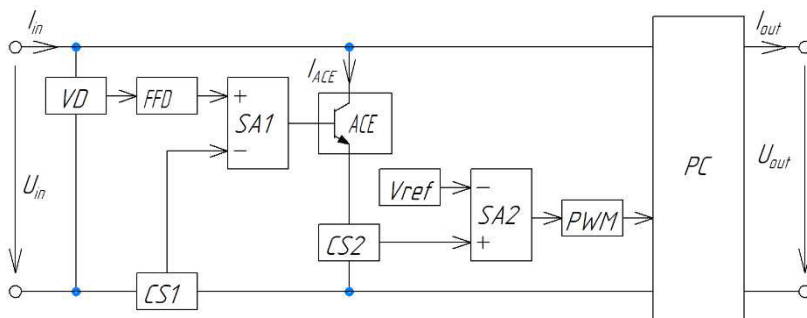 I_in
I_out
I_ACE
VD
FFD
+
SA1
−
ACE
PC
U_in
U_out
Vref
−
SA2
+
PWM
CS2
CS1